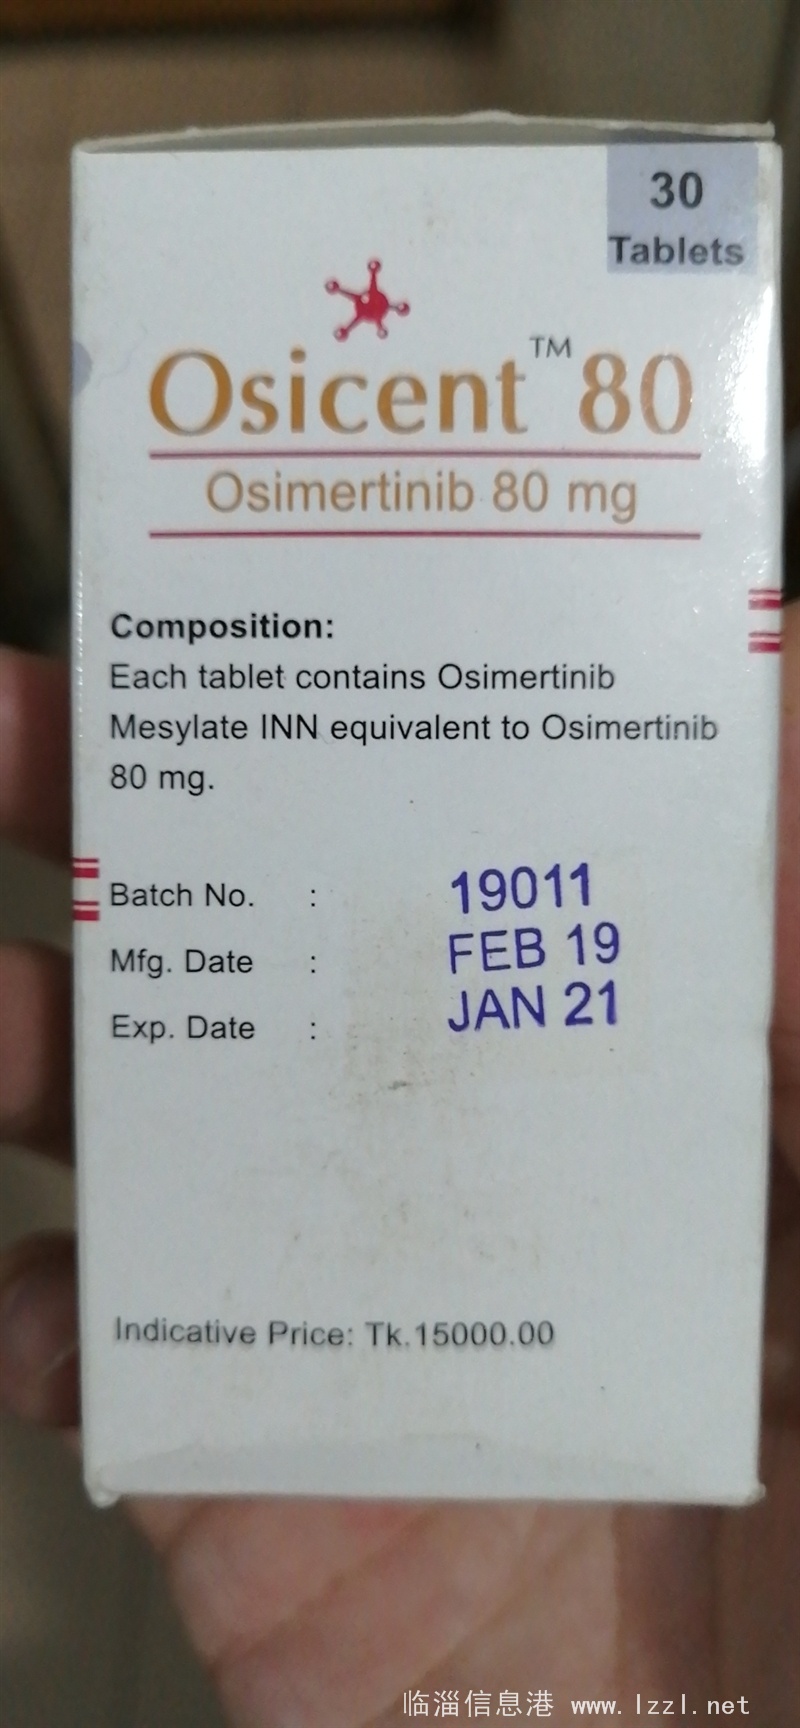 30
Tablets
Osicent™ 80
Osimertinib 80 mg
Composition:
Each tablet contains Osimertinib
Mesylate INN equivalent to Osimertinib
80 mg.
Batch No. : 19011
Mfg. Date : FEB 19
Exp. Date : JAN 21
Indicative Price: Tk.15000.00
临淄信息港 www.lzzl.net